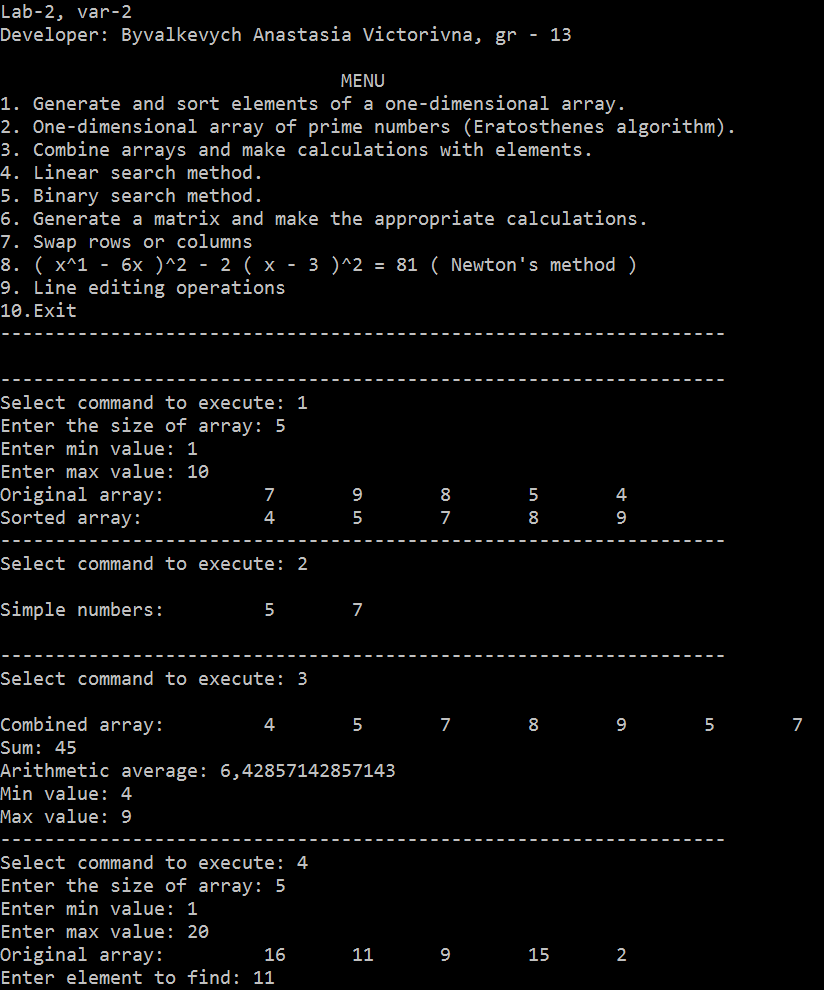 Lab-2, var-2
Developer: Byvalkevych Anastasia Victorivna, gr - 13
MENU
1. Generate and sort elements of a one-dimensional array.
2. One-dimensional array of prime numbers (Eratosthenes algorithm).
3. Combine arrays and make calculations with elements.
4. Linear search method.
5. Binary search method.
6. Generate a matrix and make the appropriate calculations.
7. Swap rows or columns
8. ( x^1 - 6x )^2 - 2 ( x - 3 )^2 = 81 ( Newton's method )
9. Line editing operations
10.Exit
------------------------------------------------------------------
------------------------------------------------------------------
Select command to execute: 1
Enter the size of array: 5
Enter min value: 1
Enter max value: 10
Original array:         7       9       8       5       4
Sorted array:           4       5       7       8       9
------------------------------------------------------------------
Select command to execute: 2
Simple numbers:         5       7
------------------------------------------------------------------
Select command to execute: 3
Combined array:         4       5       7       8       9       5       7
Sum: 45
Arithmetic average: 6,42857142857143
Min value: 4
Max value: 9
------------------------------------------------------------------
Select command to execute: 4
Enter the size of array: 5
Enter min value: 1
Enter max value: 20
Original array:         16      11      9       15      2
Enter element to find: 11